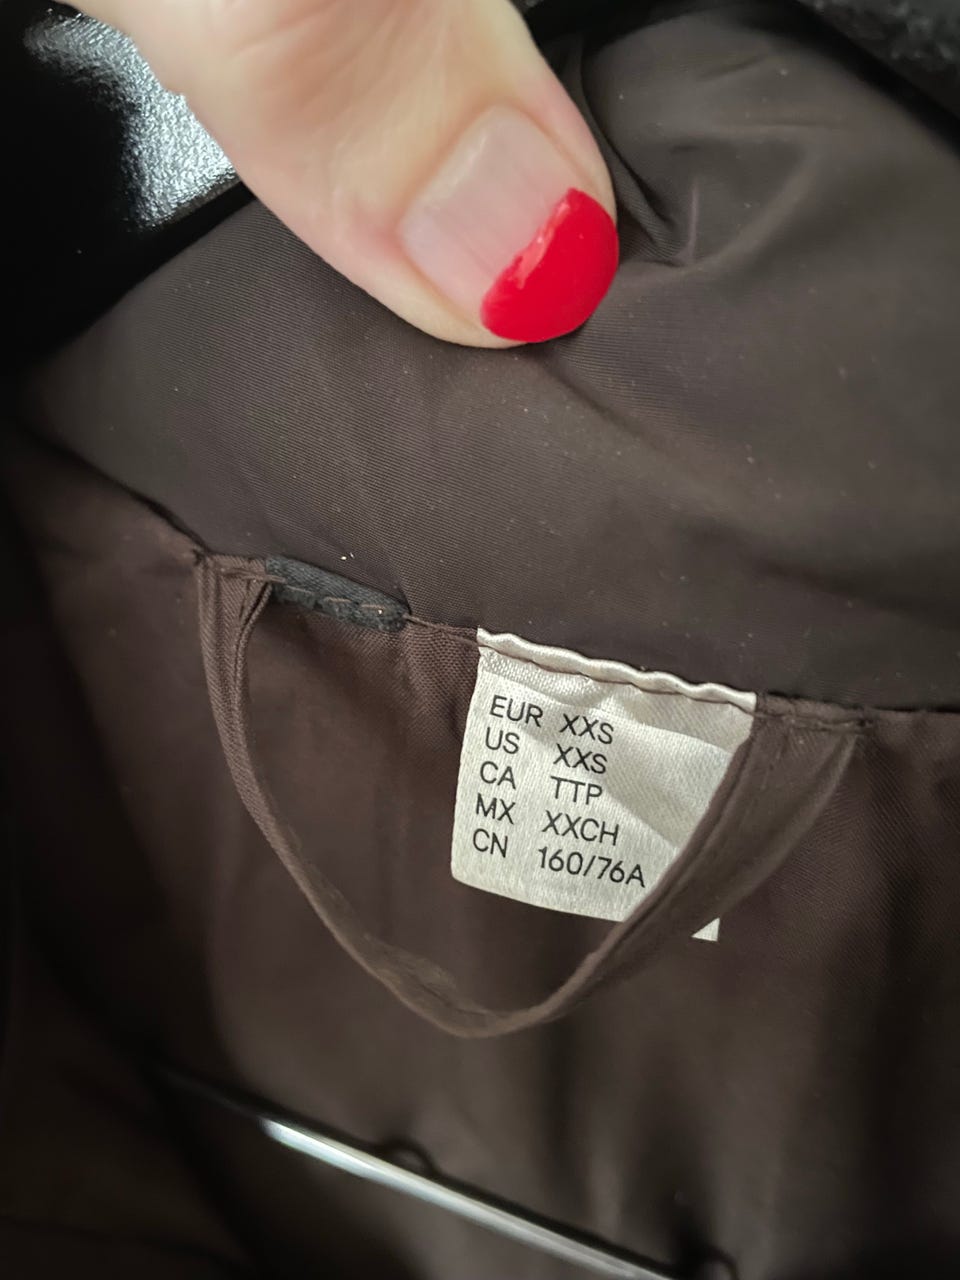 EUR XXS
US XXS
CA TTP
MX XXCH
CN 160/76A